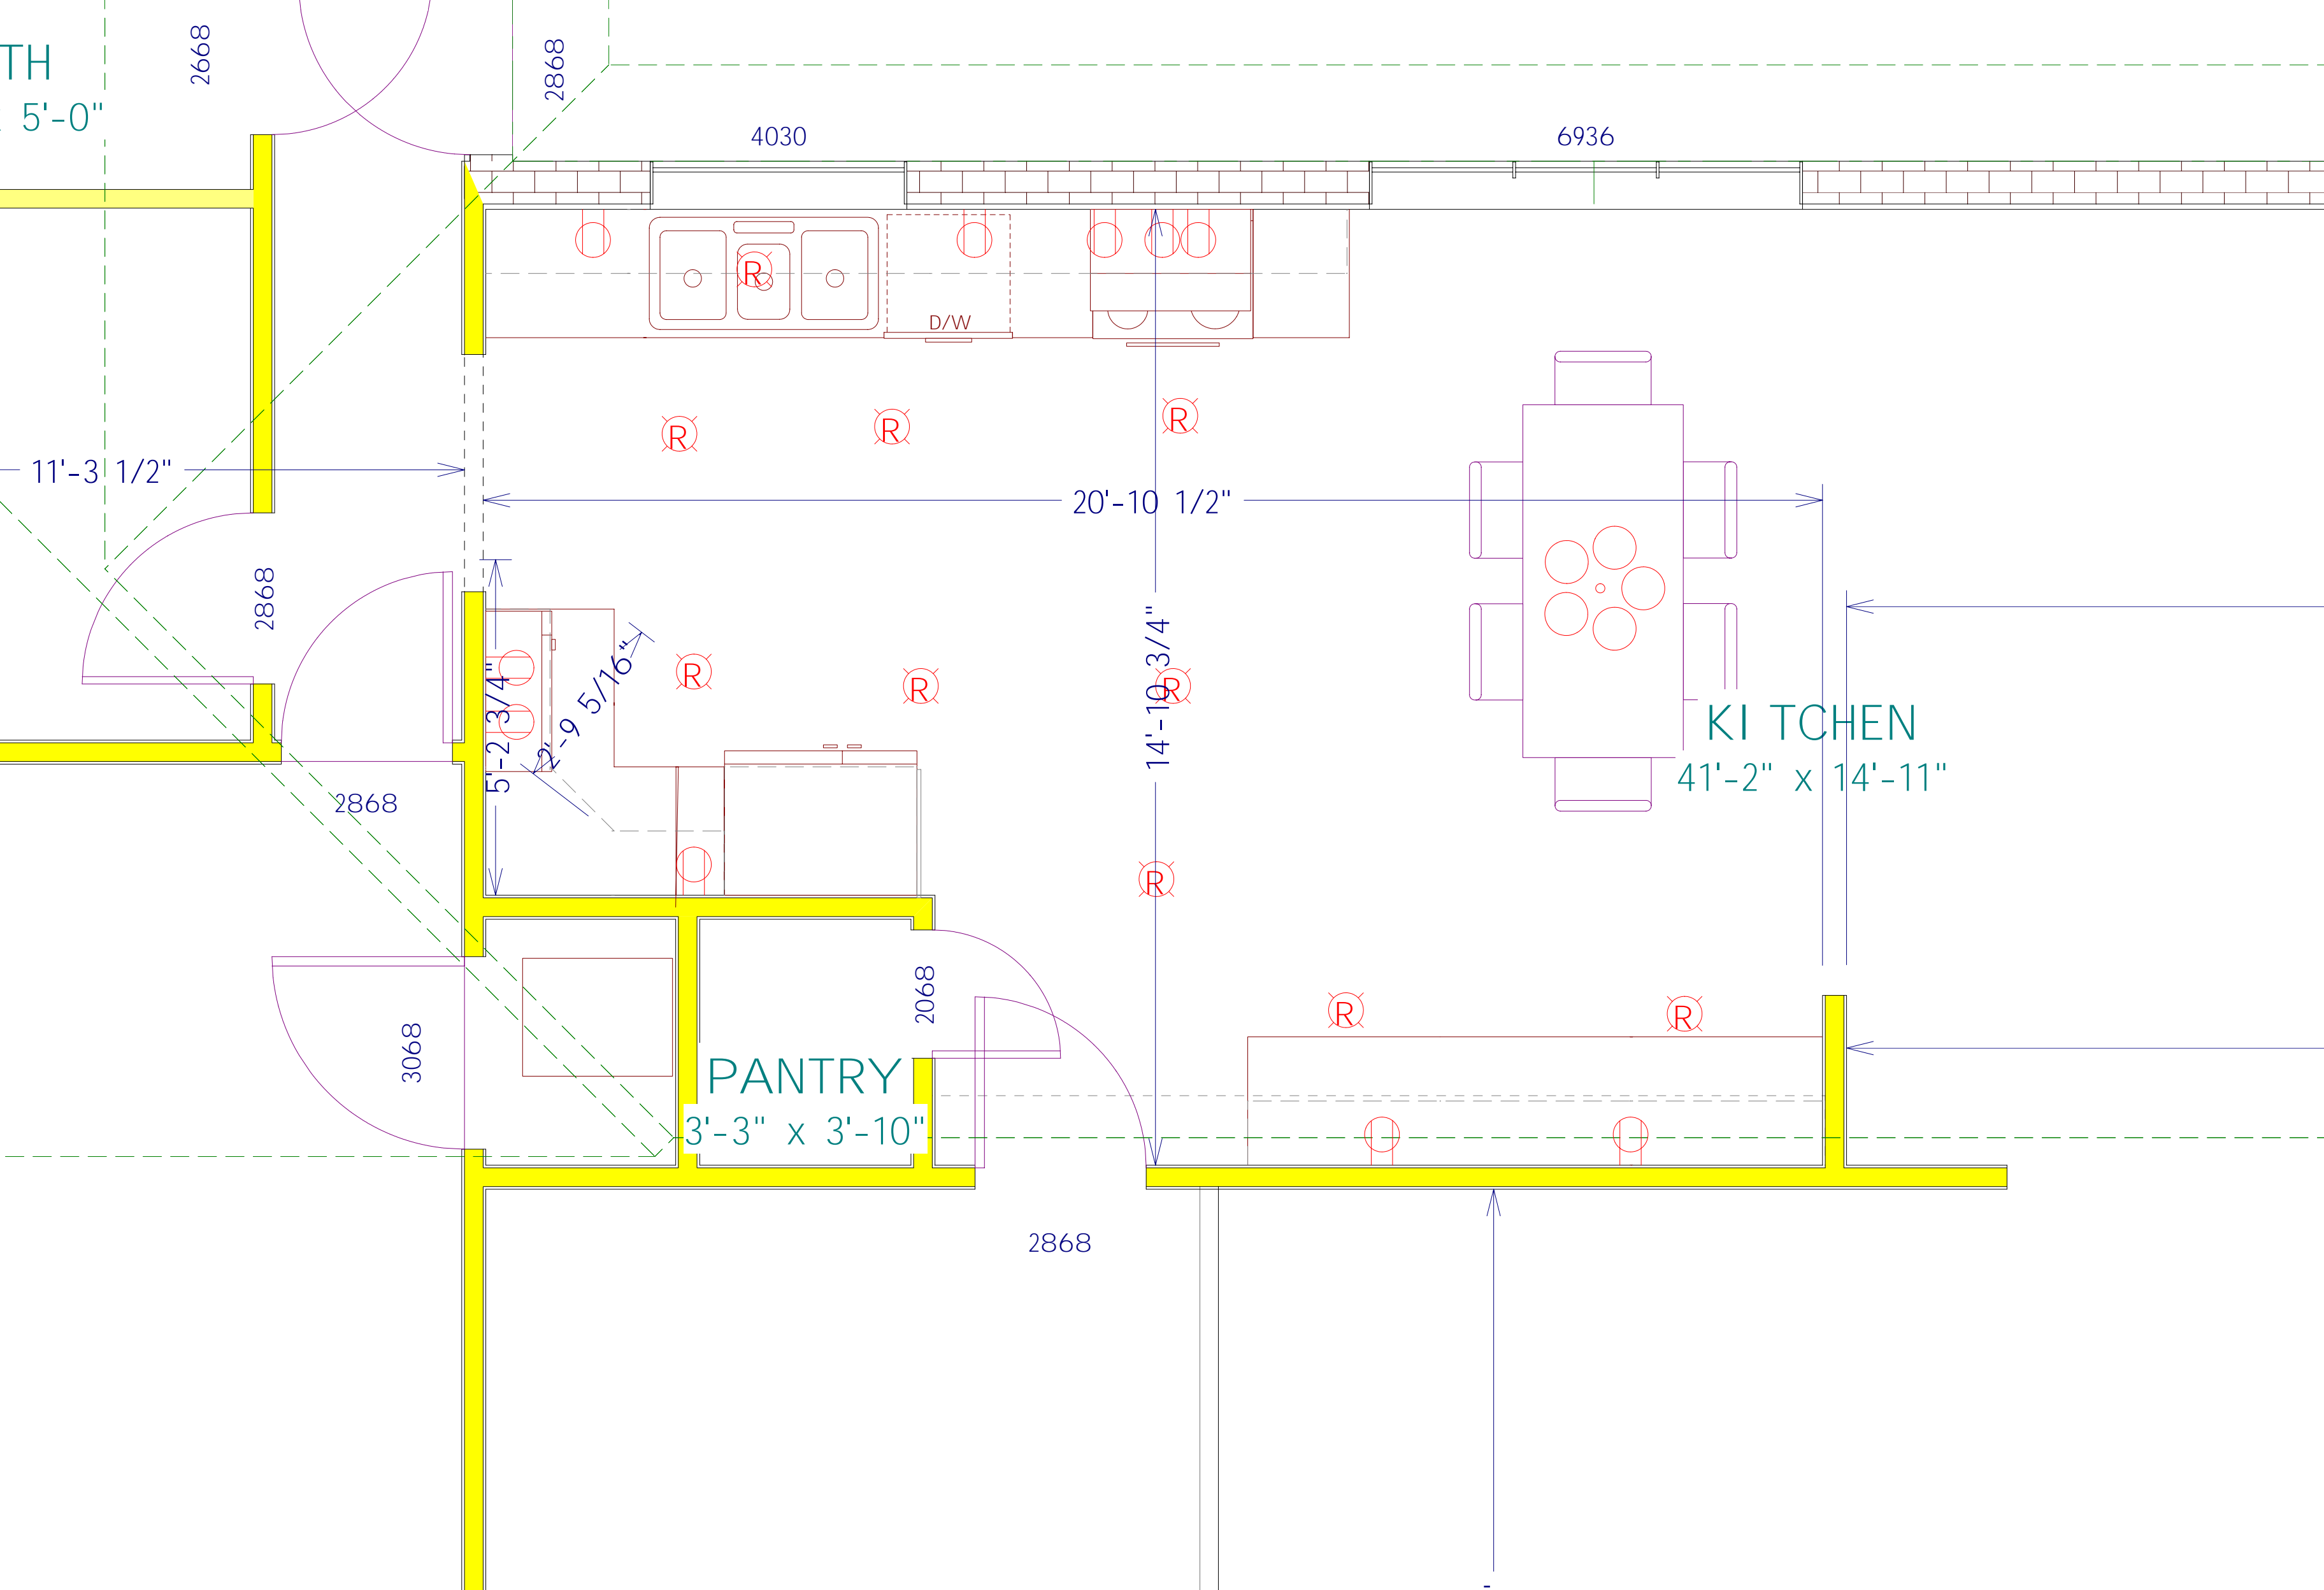 2668
2868
TH
5'-0"
4030
6936
R
D/W
R
R
R
11'-3 1/2"
20'-10 1/2"
2868
14'-10 3/4"
5'-2 3/4"
2'-9 5/16"
R
R
R
KITCHEN
41'-2" x 14'-11"
2868
R
2068
R
R
3068
PANTRY
3'-3" x 3'-10"
2868